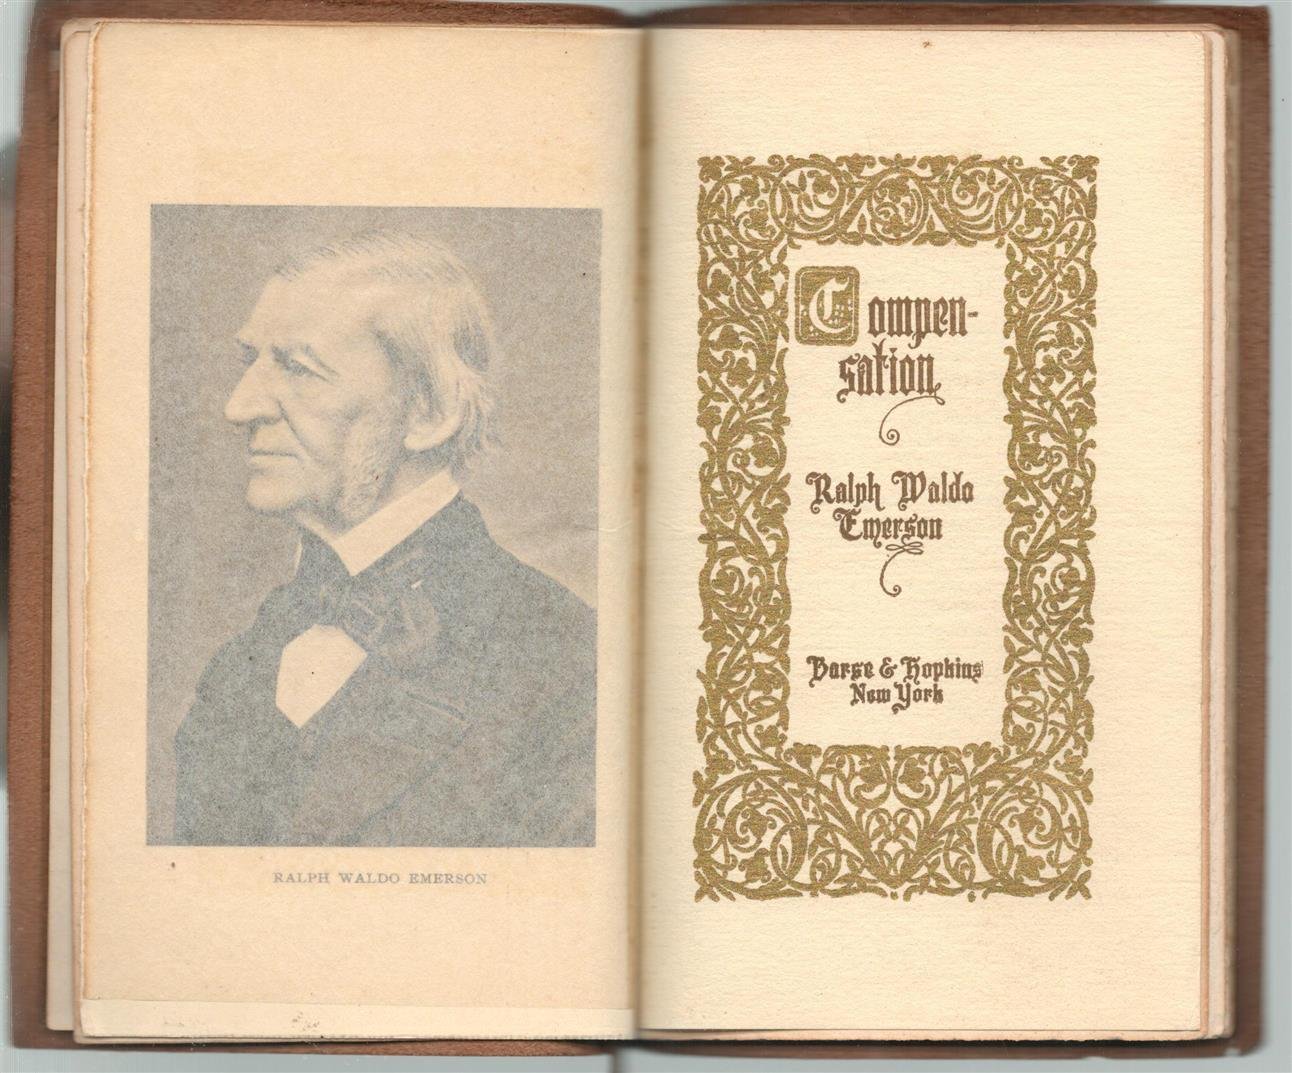 RALPH WALDO EMERSON
Compen-
sation
Ralph Waldo
Emerson
Barse & Hopkins
New York